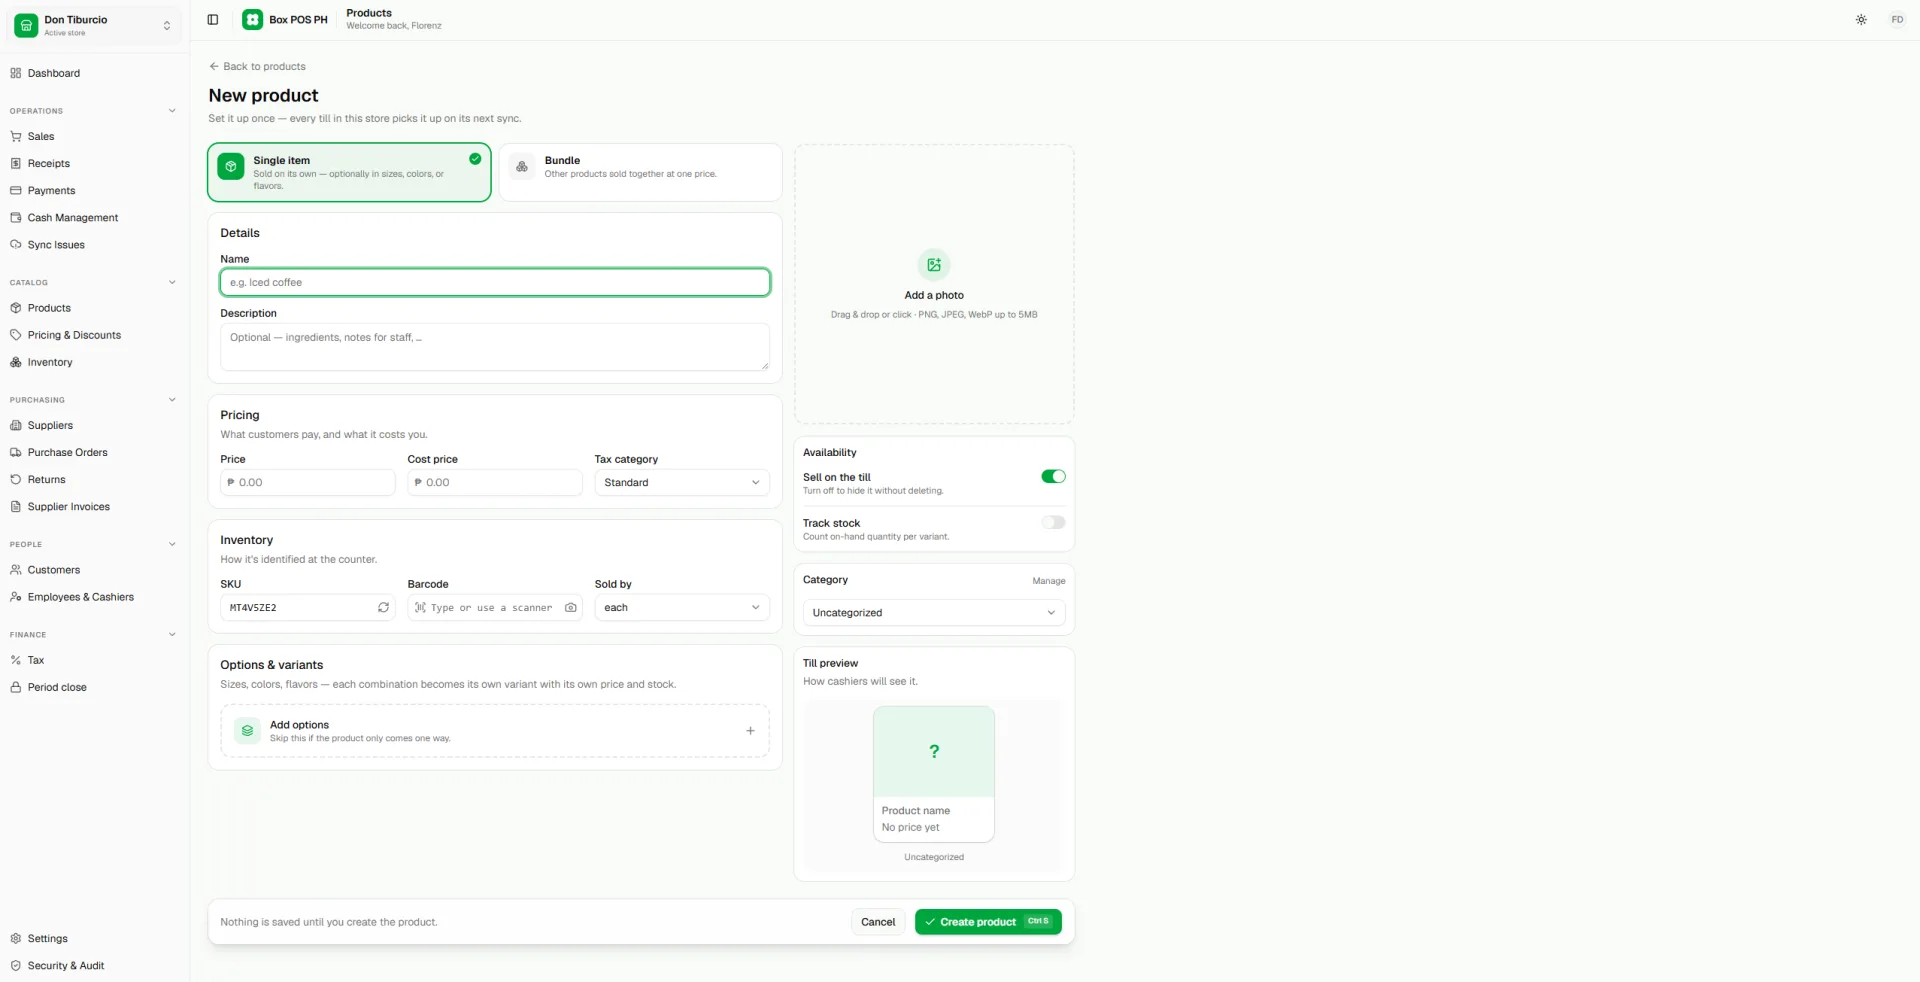 Don Tiburcio
Active store
Dashboard
OPERATIONS
Sales
Receipts
Payments
Cash Management
Sync Issues
CATALOG
Products
Pricing & Discounts
Inventory
PURCHASING
Suppliers
Purchase Orders
Returns
Supplier Invoices
PEOPLE
Customers
Employees & Cashiers
FINANCE
Tax
Period close
Settings
Security & Audit
Box POS PH
Products
Welcome back, Florenz
FD
Back to products
New product
Set it up once — every till in this store picks it up on its next sync.
Single item
Sold on its own — optionally in sizes, colors, or
flavors.
Bundle
Other products sold together at one price.
Details
Name
e.g. Iced coffee
Description
Optional — ingredients, notes for staff, …
Pricing
What customers pay, and what it costs you.
Price
Cost price
Tax category
₱ 0.00
₱ 0.00
Standard
Inventory
How it's identified at the counter.
SKU
Barcode
Sold by
MT4V5ZE2
Type or use a scanner
each
Options & variants
Sizes, colors, flavors — each combination becomes its own variant with its own price and stock.
Add options
Skip this if the product only comes one way.
Add a photo
Drag & drop or click · PNG, JPEG, WebP up to 5MB
Availability
Sell on the till
Turn off to hide it without deleting.
Track stock
Count on-hand quantity per variant.
Category
Manage
Uncategorized
Till preview
How cashiers will see it.
?
Product name
No price yet
Uncategorized
Nothing is saved until you create the product.
Cancel
Create product
Ctrl S